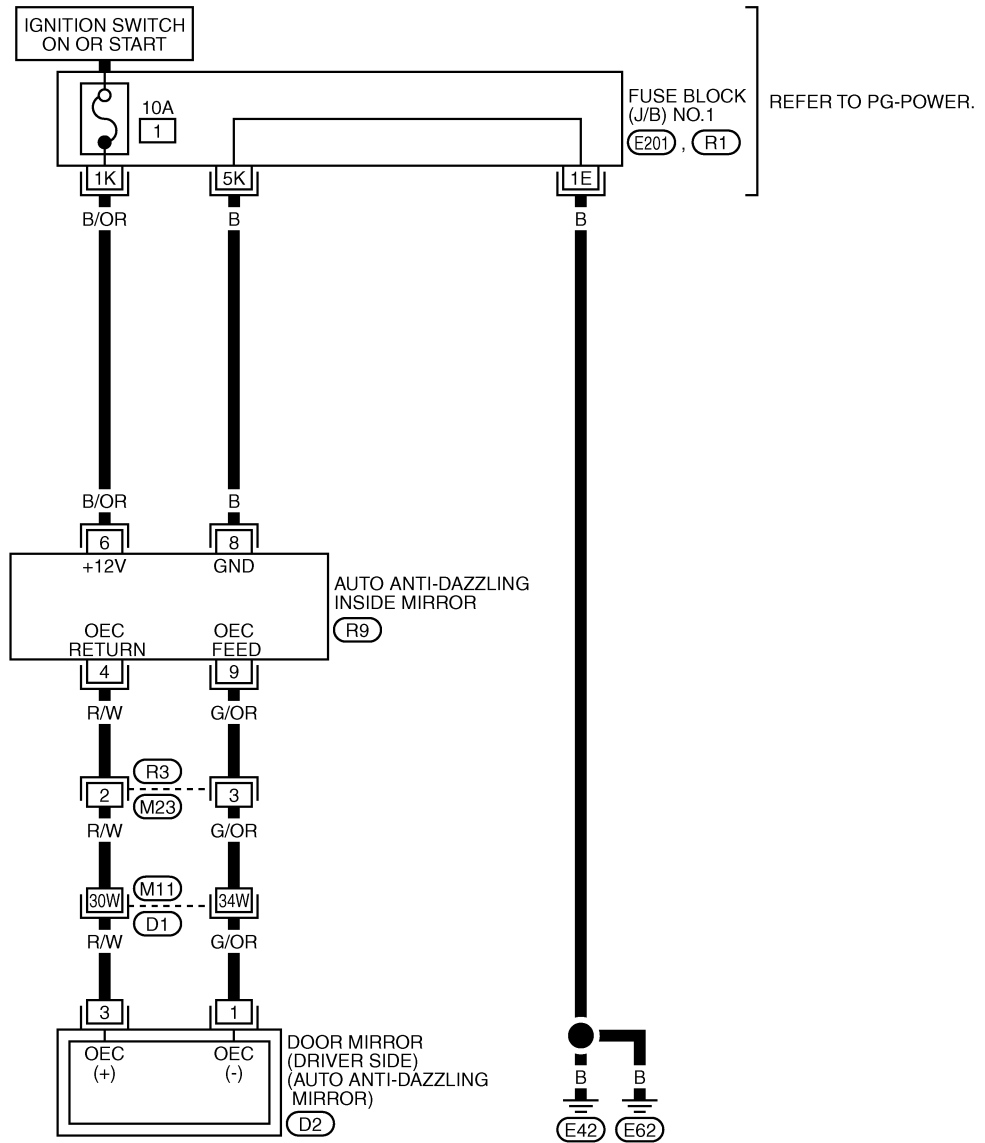 IGNITION SWITCH
ON OR START
10A
1
FUSE BLOCK
(J/B) NO.1
E201 , R1
REFER TO PG-POWER.
1K 5K 1E
B/OR B B
B/OR B
6 8
+12V GND
AUTO ANTI-DAZZLING
INSIDE MIRROR
R9
OEC OEC
RETURN FEED
4 9
R/W G/OR
R3
2 3
M23
R/W G/OR
M11
30W 34W
D1
R/W G/OR
3 1
OEC OEC
(+) (-)
DOOR MIRROR
(DRIVER SIDE)
(AUTO ANTI-DAZZLING
MIRROR)
D2
B B
E42 E62